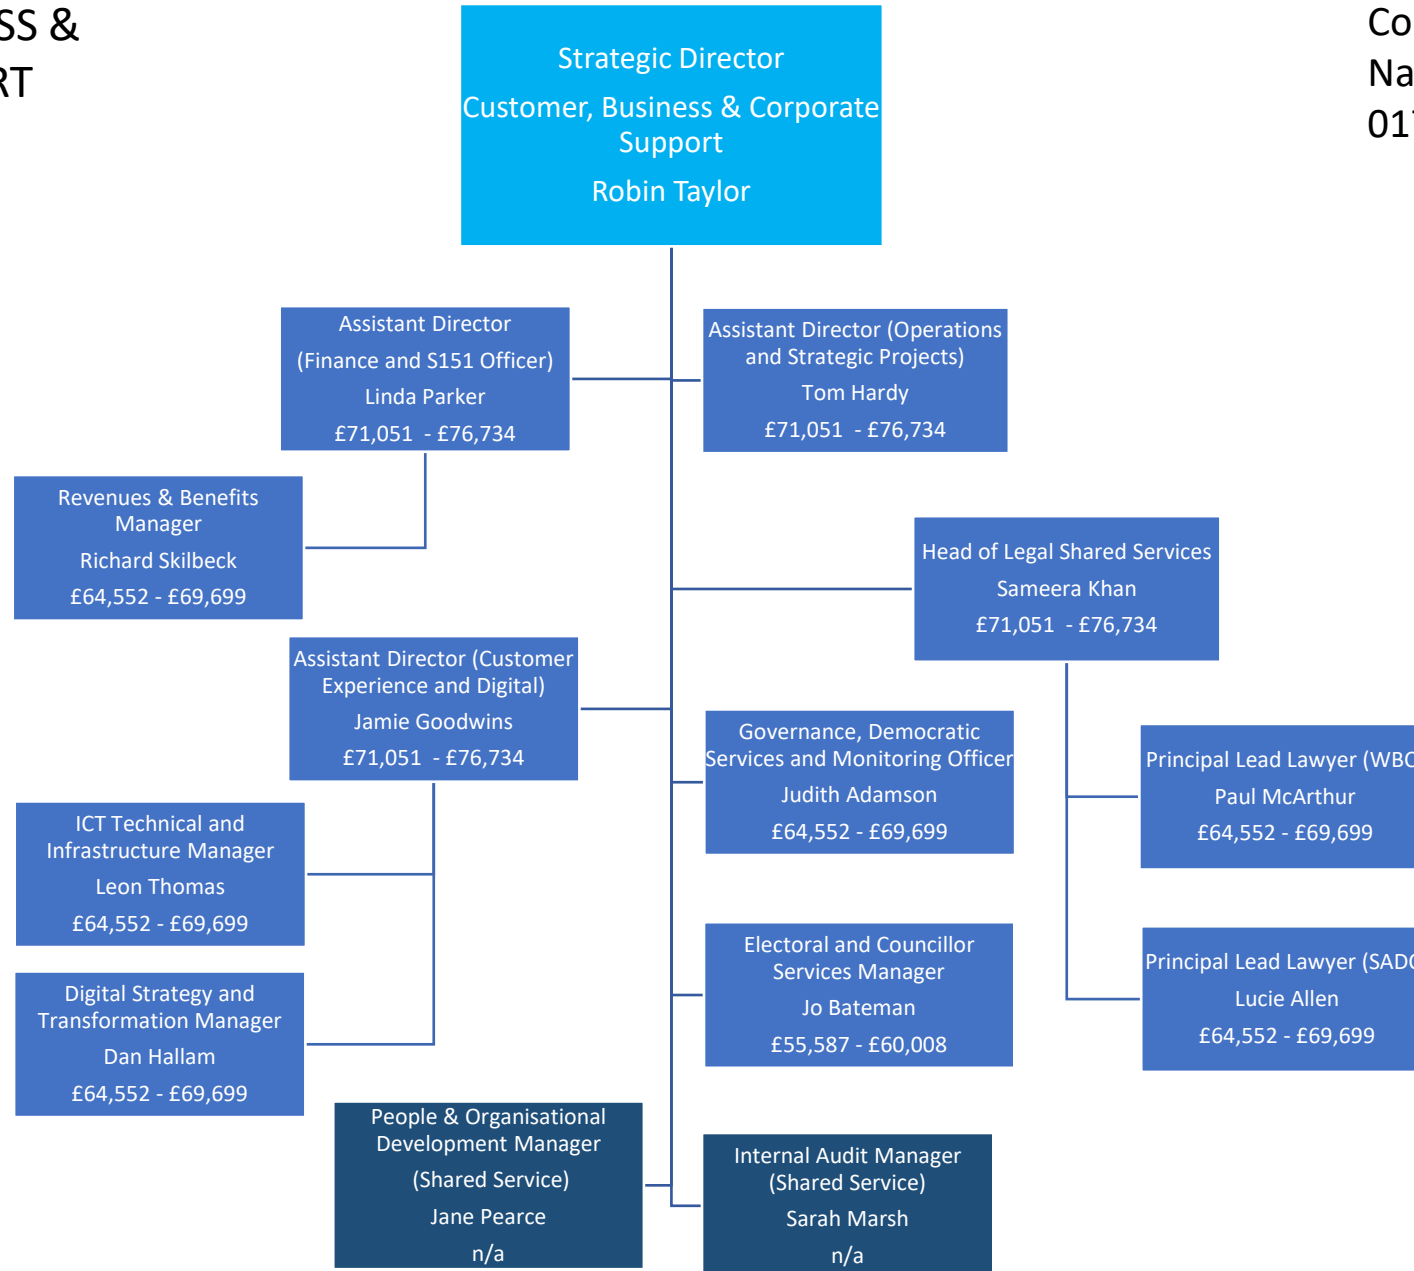 SS &
RT
Co
Na
017
Strategic Director
Customer, Business & Corporate
Support
Robin Taylor
Assistant Director
(Finance and S151 Officer)
Linda Parker
£71,051 - £76,734
Assistant Director (Operations
and Strategic Projects)
Tom Hardy
£71,051 - £76,734
Revenues & Benefits
Manager
Richard Skilbeck
£64,552 - £69,699
Head of Legal Shared Services
Sameera Khan
£71,051 - £76,734
Assistant Director (Customer
Experience and Digital)
Jamie Goodwins
£71,051 - £76,734
Governance, Democratic
Services and Monitoring Officer
Judith Adamson
£64,552 - £69,699
Principal Lead Lawyer (WBC
Paul McArthur
£64,552 - £69,699
ICT Technical and
Infrastructure Manager
Leon Thomas
£64,552 - £69,699
Electoral and Councillor
Services Manager
Jo Bateman
£55,587 - £60,008
Principal Lead Lawyer (SADC
Lucie Allen
£64,552 - £69,699
Digital Strategy and
Transformation Manager
Dan Hallam
£64,552 - £69,699
People & Organisational
Development Manager
(Shared Service)
Jane Pearce
n/a
Internal Audit Manager
(Shared Service)
Sarah Marsh
n/a